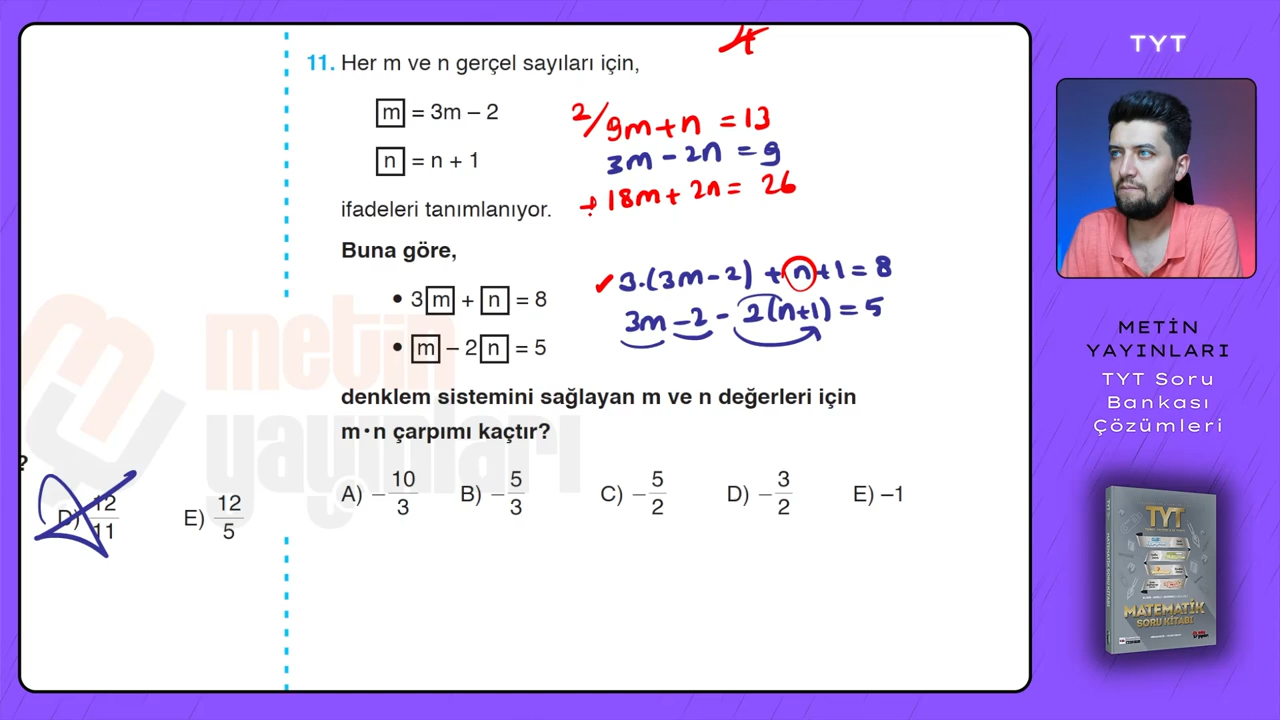 4
11. Her m ve n gerçel sayıları için,
m = 3m – 2
n = n + 1
ifadeleri tanımlanıyor.
Buna göre,
• 3 m + n = 8
• m – 2 n = 5
denklem sistemini sağlayan m ve n değerleri için
m·n çarpımı kaçtır?
A) –10/3 B) –5/3 C) –5/2 D) –3/2 E) –1
2/ 9m+n = 13
3m – 2n = 9
+ 18m + 2n = 26
3·(3m–2) + n+1 = 8
3m –2 – 2(n+1) = 5
?
D) 12/11 E) 12/5
metin
yayınları
TYT
METİN
YAYINLARI
TYT Soru
Bankası
Çözümleri
TYT
MATEMATİK
SORU KİTABI